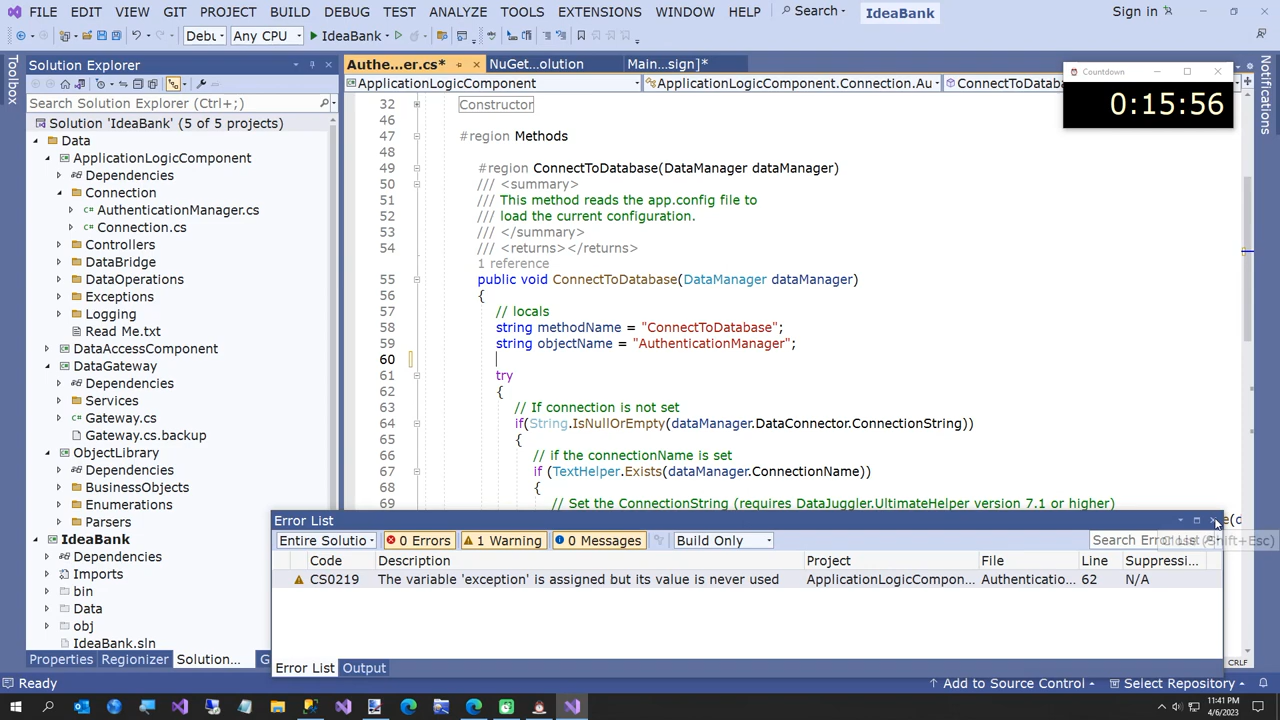 FILE EDIT VIEW GIT PROJECT BUILD DEBUG TEST ANALYZE TOOLS EXTENSIONS WINDOW HELP Search IdeaBank Sign in
Any CPU IdeaBank
Toolbox
Solution Explorer
Authe...er.cs* NuGet...olution Main...sign]*
Notifications
ApplicationLogicComponent ApplicationLogicComponent.Connection.Au
Countdown
0:15:56
Search Solution Explorer (Ctrl+;)
Solution 'IdeaBank' (5 of 5 projects)
Data
ApplicationLogicComponent
Dependencies
Connection
AuthenticationManager.cs
Connection.cs
Controllers
DataBridge
DataOperations
Exceptions
Logging
Read Me.txt
DataAccessComponent
DataGateway
Dependencies
Services
Gateway.cs
Gateway.cs.backup
ObjectLibrary
Dependencies
BusinessObjects
Enumerations
Parsers
IdeaBank
Dependencies
Imports
bin
Data
obj
IdeaBank.sln
Properties Regionizer Solution... G
32 Constructor
46
47 #region Methods
48
49 #region ConnectToDatabase(DataManager dataManager)
50 /// <summary>
51 /// This method reads the app.config file to
52 /// load the current configuration.
53 /// </summary>
54 /// <returns></returns>
1 reference
55 public void ConnectToDatabase(DataManager dataManager)
56 {
57 // locals
58 string methodName = "ConnectToDatabase";
59 string objectName = "AuthenticationManager";
60
61 try
62 {
63 // If connection is not set
64 if(String.IsNullOrEmpty(dataManager.DataConnector.ConnectionString))
65 {
66 // if the connectionName is set
67 if (TextHelper.Exists(dataManager.ConnectionName))
68 {
69 // Set the ConnectionString (requires DataJuggler.UltimateHelper version 7.1 or higher)
Error List
Entire Solutio 0 Errors 1 Warning 0 Messages Build Only Search Error
Code Description Project File Line Suppressi...
CS0219 The variable 'exception' is assigned but its value is never used ApplicationLogicCompon... Authenticatio... 62 N/A
Error List Output
CRLF
Ready Add to Source Control Select Repository
11:41 PM
4/6/2023